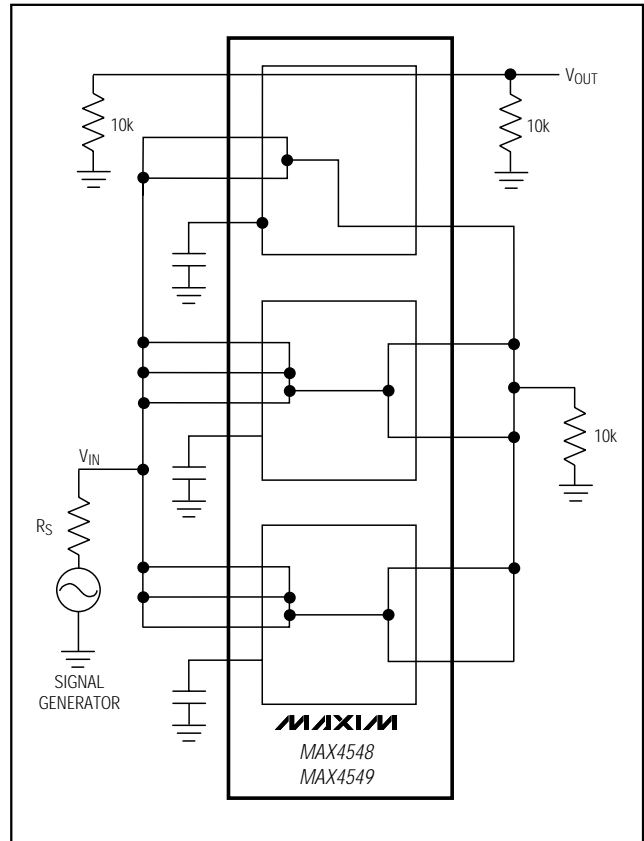 VOUT
10k
10k
10k
VIN
RS
SIGNAL
GENERATOR
MAXIM
MAX4548
MAX4549